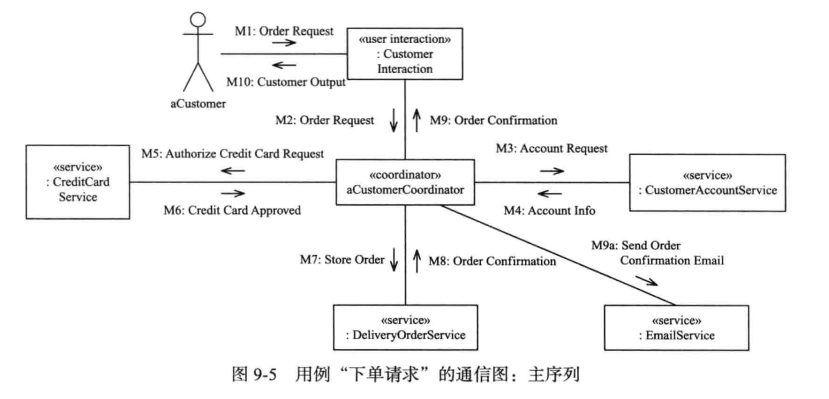 M1: Order Request
«user interaction»
: Customer
Interaction
M10: Customer Output
aCustomer
M2: Order Request
M9: Order Confirmation
M5: Authorize Credit Card Request
M3: Account Request
«service»
: CreditCard
Service
«coordinator»
aCustomerCoordinator
«service»
: CustomerAccountService
M6: Credit Card Approved
M4: Account Info
M7: Store Order
M8: Order Confirmation
M9a: Send Order
Confirmation Email
«service»
: DeliveryOrderService
«service»
: EmailService
图 9-5 用例“下单请求”的通信图：主序列